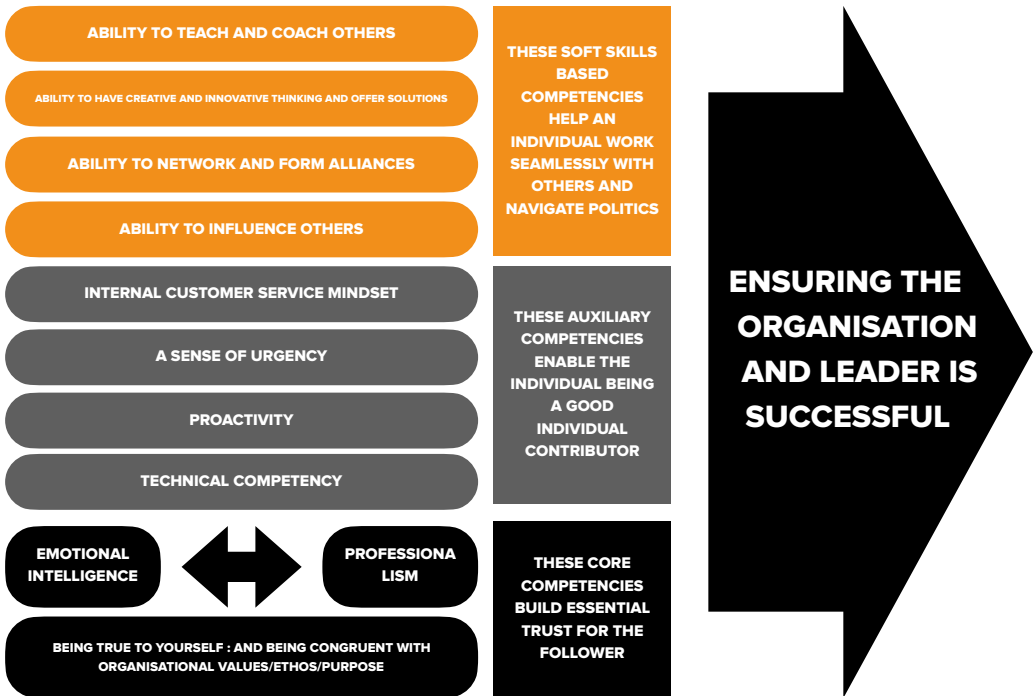 ABILITY TO TEACH AND COACH OTHERS
ABILITY TO HAVE CREATIVE AND INNOVATIVE THINKING AND OFFER SOLUTIONS
ABILITY TO NETWORK AND FORM ALLIANCES
ABILITY TO INFLUENCE OTHERS
THESE SOFT SKILLS
BASED
COMPETENCIES
HELP AN
INDIVIDUAL WORK
SEAMLESSLY WITH
OTHERS AND
NAVIGATE POLITICS
INTERNAL CUSTOMER SERVICE MINDSET
A SENSE OF URGENCY
PROACTIVITY
TECHNICAL COMPETENCY
THESE AUXILIARY
COMPETENCIES
ENABLE THE
INDIVIDUAL BEING
A GOOD
INDIVIDUAL
CONTRIBUTOR
EMOTIONAL
INTELLIGENCE
PROFESSIONA
LISM
BEING TRUE TO YOURSELF : AND BEING CONGRUENT WITH
ORGANISATIONAL VALUES/ETHOS/PURPOSE
THESE CORE
COMPETENCIES
BUILD ESSENTIAL
TRUST FOR THE
FOLLOWER
ENSURING THE
ORGANISATION
AND LEADER IS
SUCCESSFUL